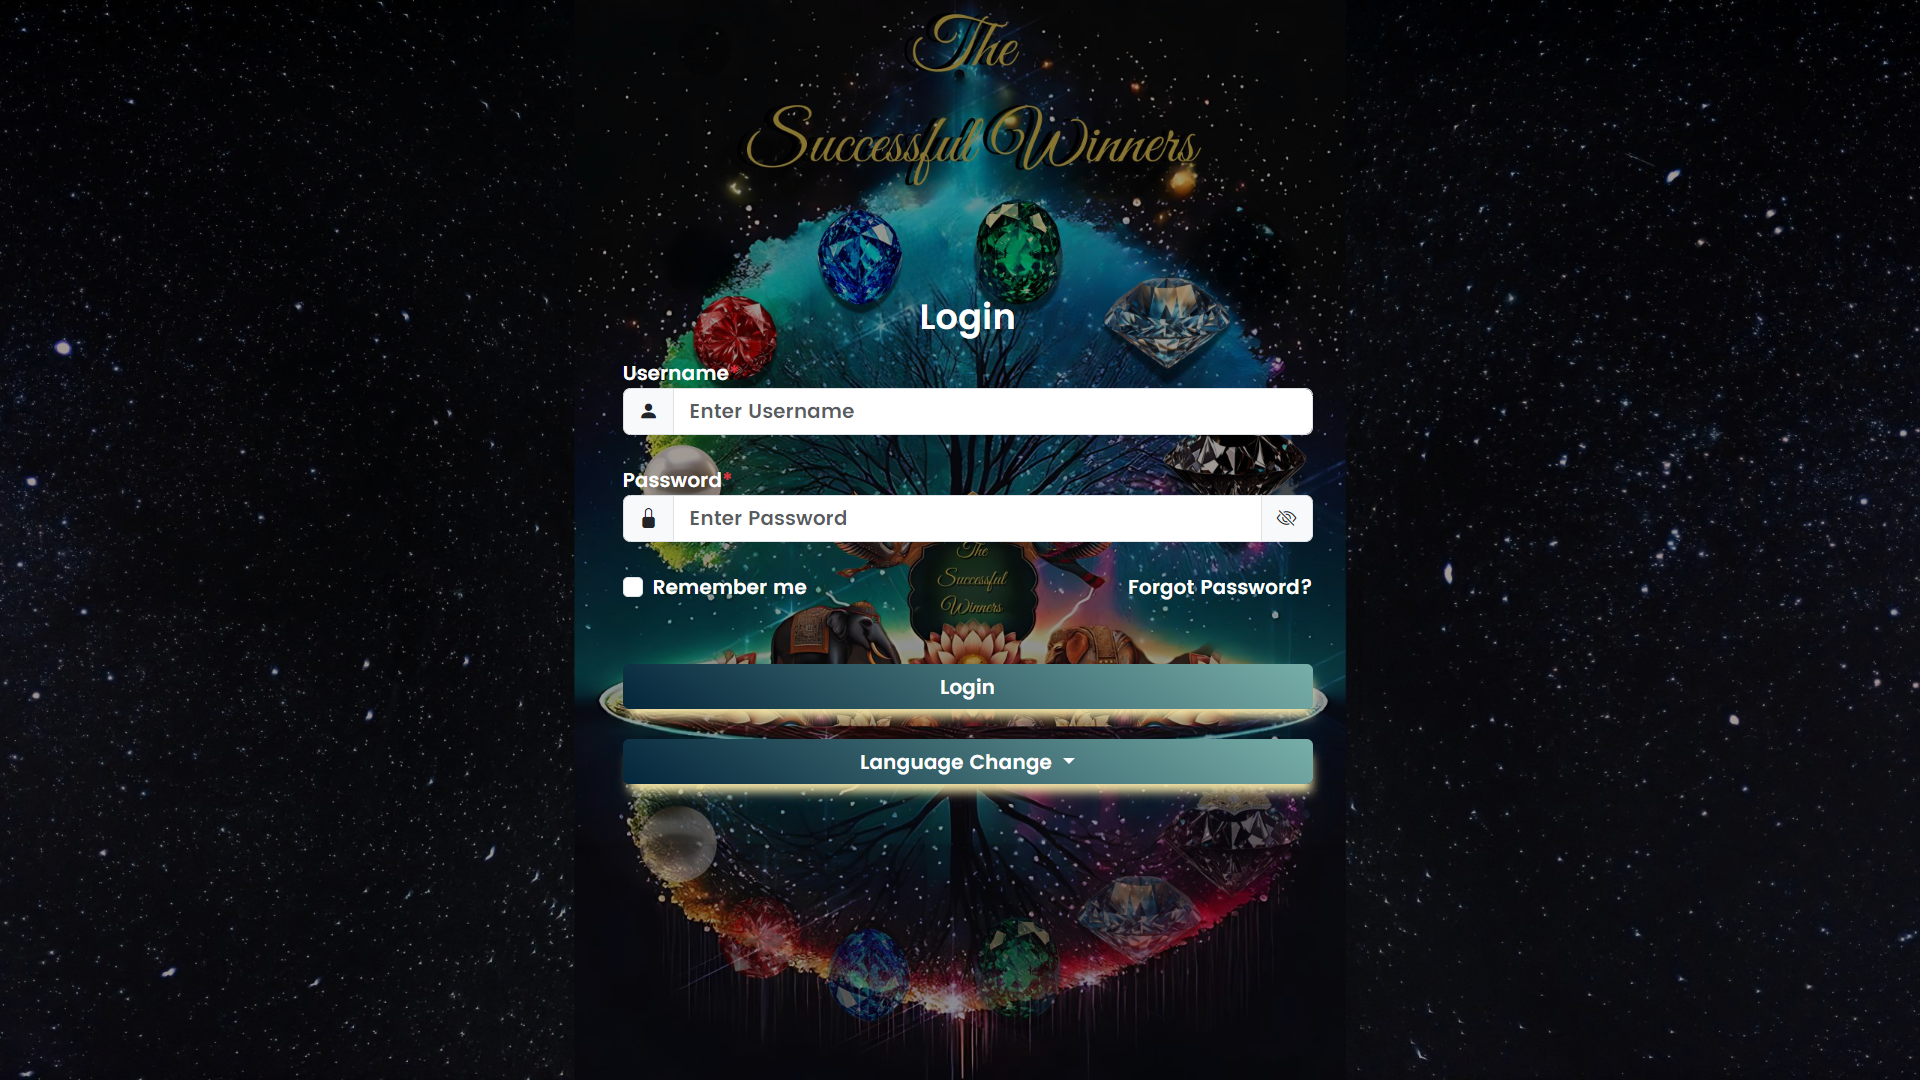 The
Successful Winners
Login
Username*
Enter Username
Password*
Enter Password
The
Successful
Winners
Remember me
Forgot Password?
Login
Language Change